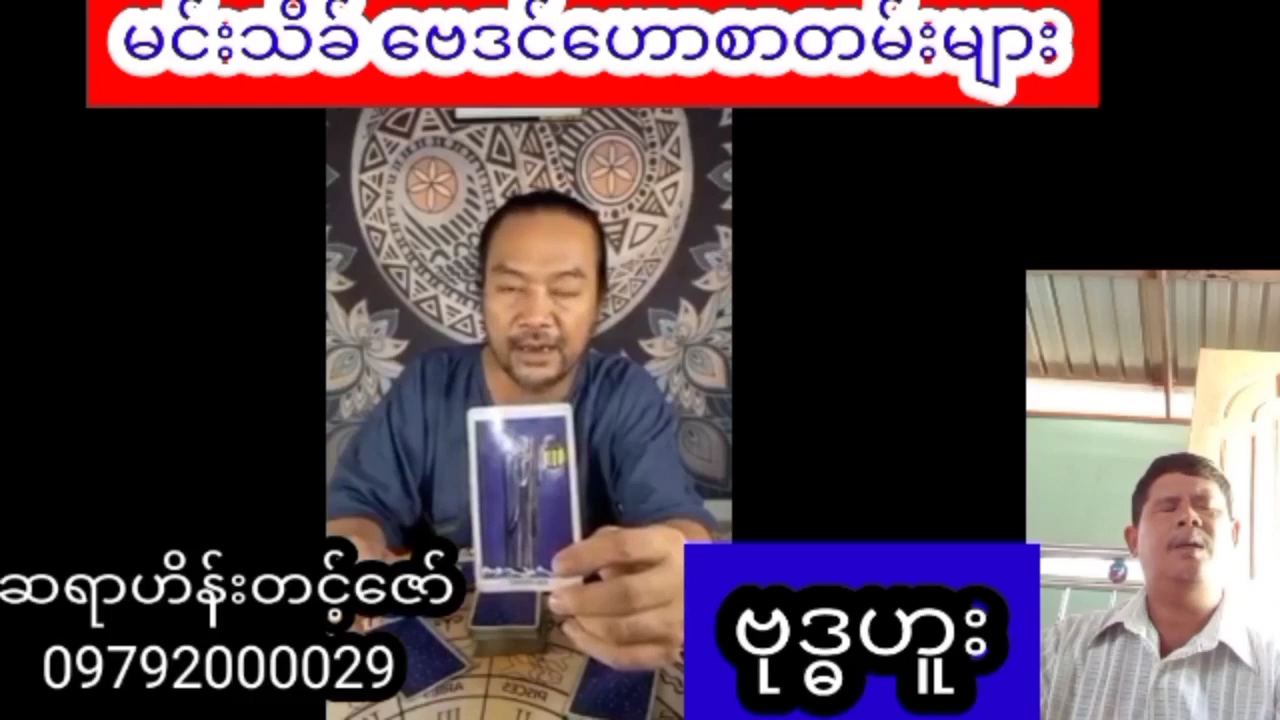 မင်းသိခ် ဗေဒင်ဟောစာတမ်းများ
ဆရာဟိန်းတင့်ဇော်
09792000029
ဗုဒ္ဓဟူး
PISCES